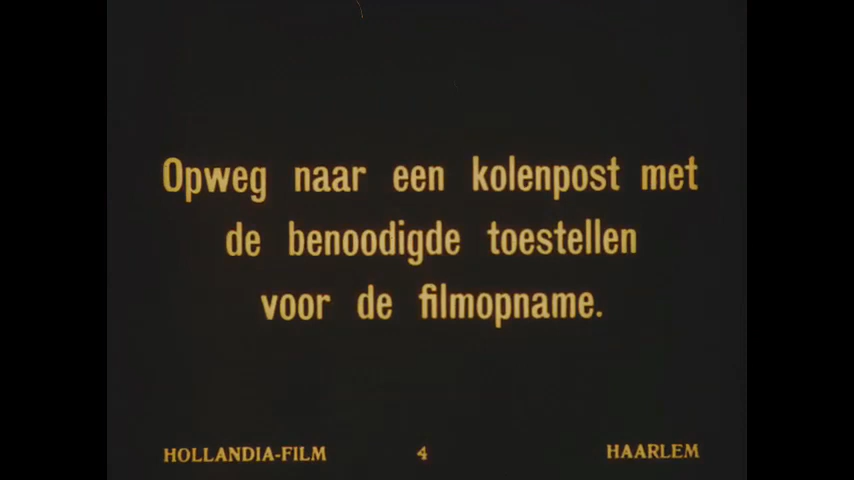 Opweg naar een kolenpost met
de benoodigde toestellen
voor de filmopname.
HOLLANDIA-FILM 4 HAARLEM